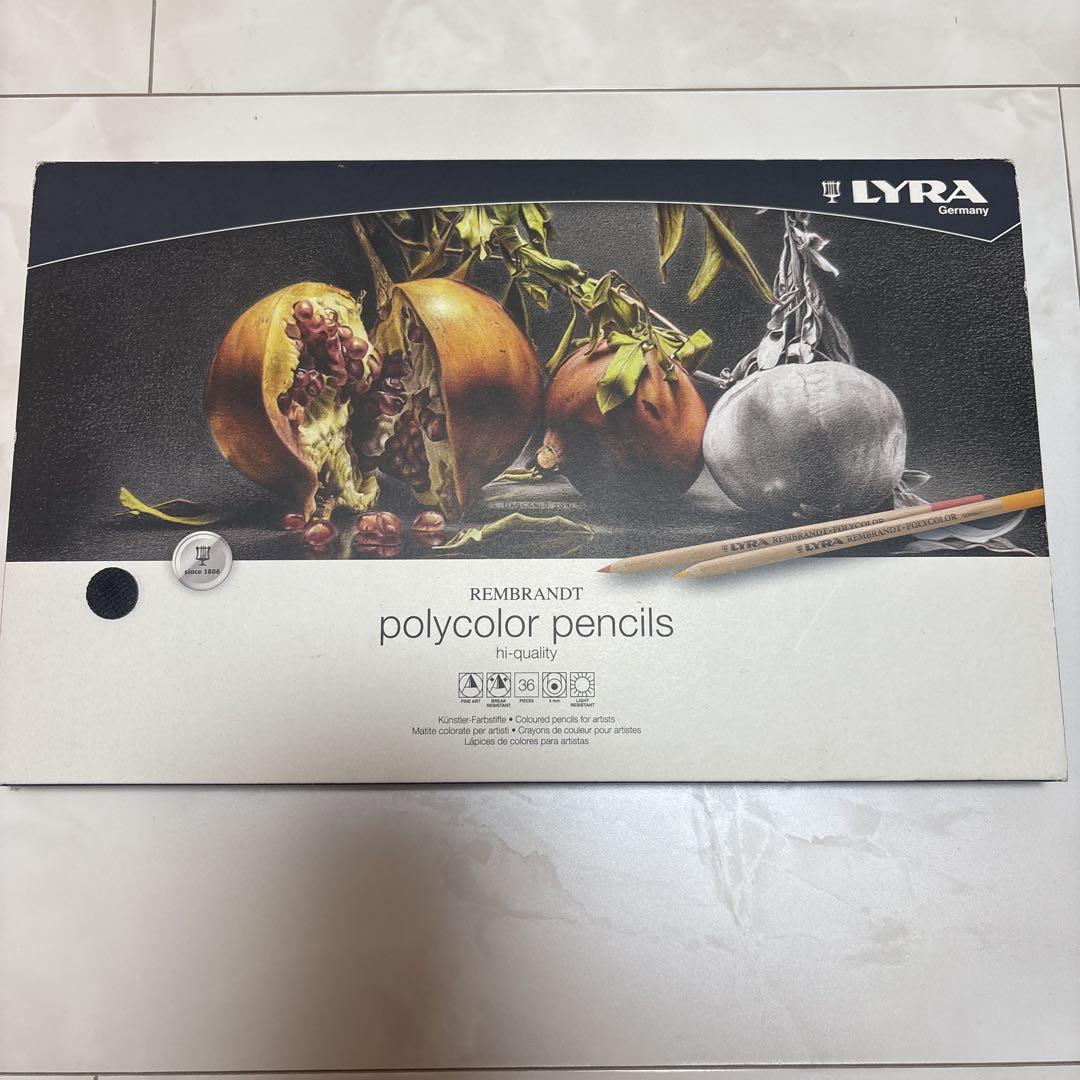 LYRA
Germany
since 1806
LYRA REMBRANDT-POLYCOLOR
LYRA REMBRANDT-POLYCOLOR
REMBRANDT
polycolor pencils
hi-quality
FINE ART
BREAK RESISTANT
36 PIECES
4 mm
LIGHT RESISTANT
Künstler-Farbstifte • Coloured pencils for artists
Matite colorate per artisti • Crayons de couleur pour artistes
Lápices de colores para artistas